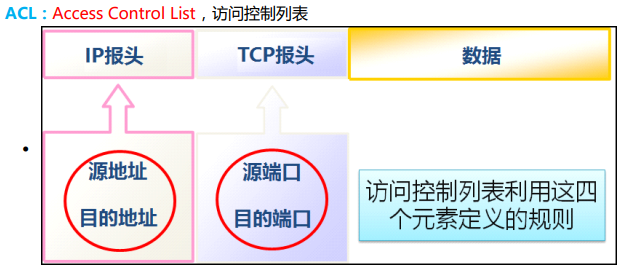 ACL：Access Control List，访问控制列表
IP报头
TCP报头
数据
源地址
目的地址
源端口
目的端口
访问控制列表利用这四
个元素定义的规则